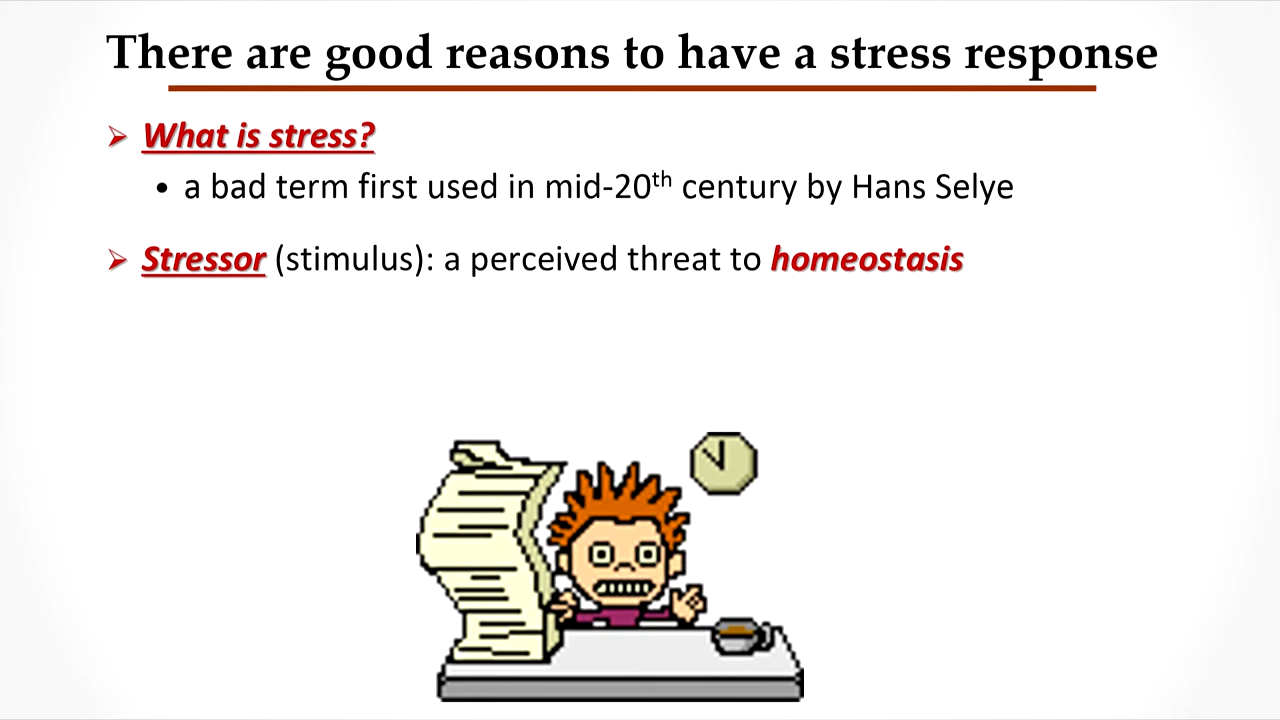 There are good reasons to have a stress response
What is stress?
a bad term first used in mid-20th century by Hans Selye
Stressor (stimulus): a perceived threat to homeostasis